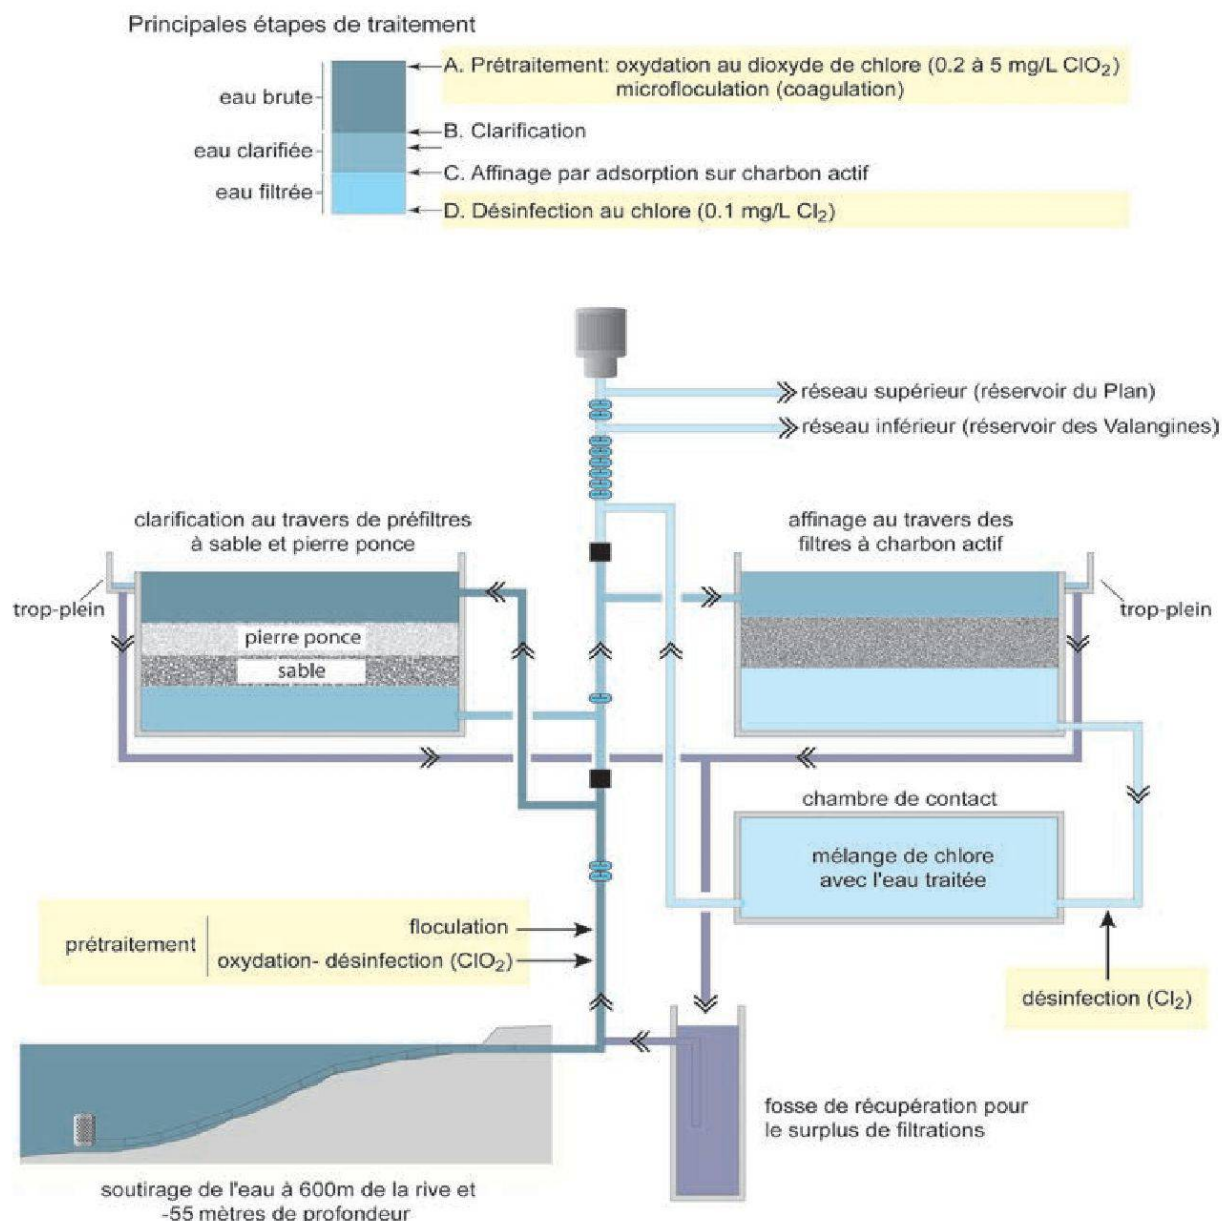 Principales étapes de traitement
A. Prétraitement: oxydation au dioxyde de chlore (0.2 à 5 mg/L ClO₂)
microfloculation (coagulation)
eau brute
B. Clarification
eau clarifiée
C. Affinage par adsorption sur charbon actif
eau filtrée
D. Désinfection au chlore (0.1 mg/L Cl₂)
réseau supérieur (réservoir du Plan)
réseau inférieur (réservoir des Valangines)
clarification au travers de préfiltres
à sable et pierre ponce
affinage au travers des
filtres à charbon actif
trop-plein
trop-plein
pierre ponce
sable
chambre de contact
mélange de chlore
avec l'eau traitée
prétraitement
floculation
oxydation- désinfection (ClO₂)
désinfection (Cl₂)
fosse de récupération pour
le surplus de filtrations
soutirage de l'eau à 600m de la rive et
-55 mètres de profondeur